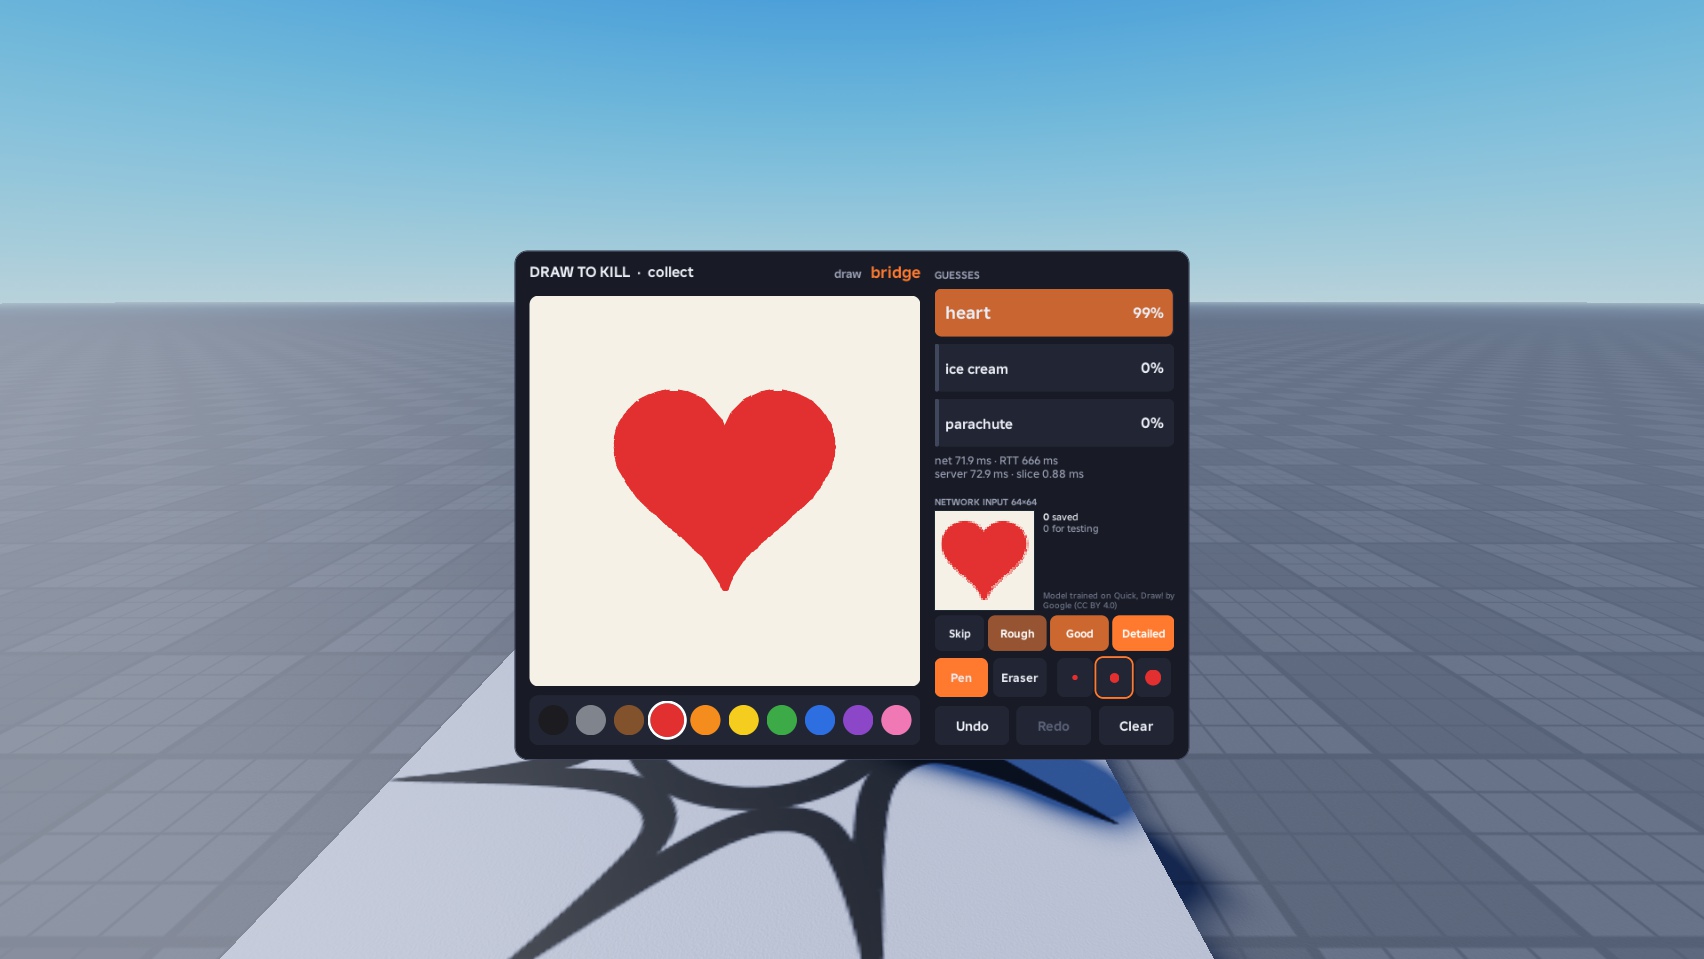 DRAW TO KILL · collect
draw bridge
GUESSES
heart 99%
ice cream 0%
parachute 0%
net 71.9 ms · RTT 666 ms
server 72.9 ms · slice 0.88 ms
NETWORK INPUT 64×64
0 saved
0 for testing
Model trained on Quick, Draw! by
Google (CC BY 4.0)
Skip Rough Good Detailed
Pen Eraser
Undo Redo Clear